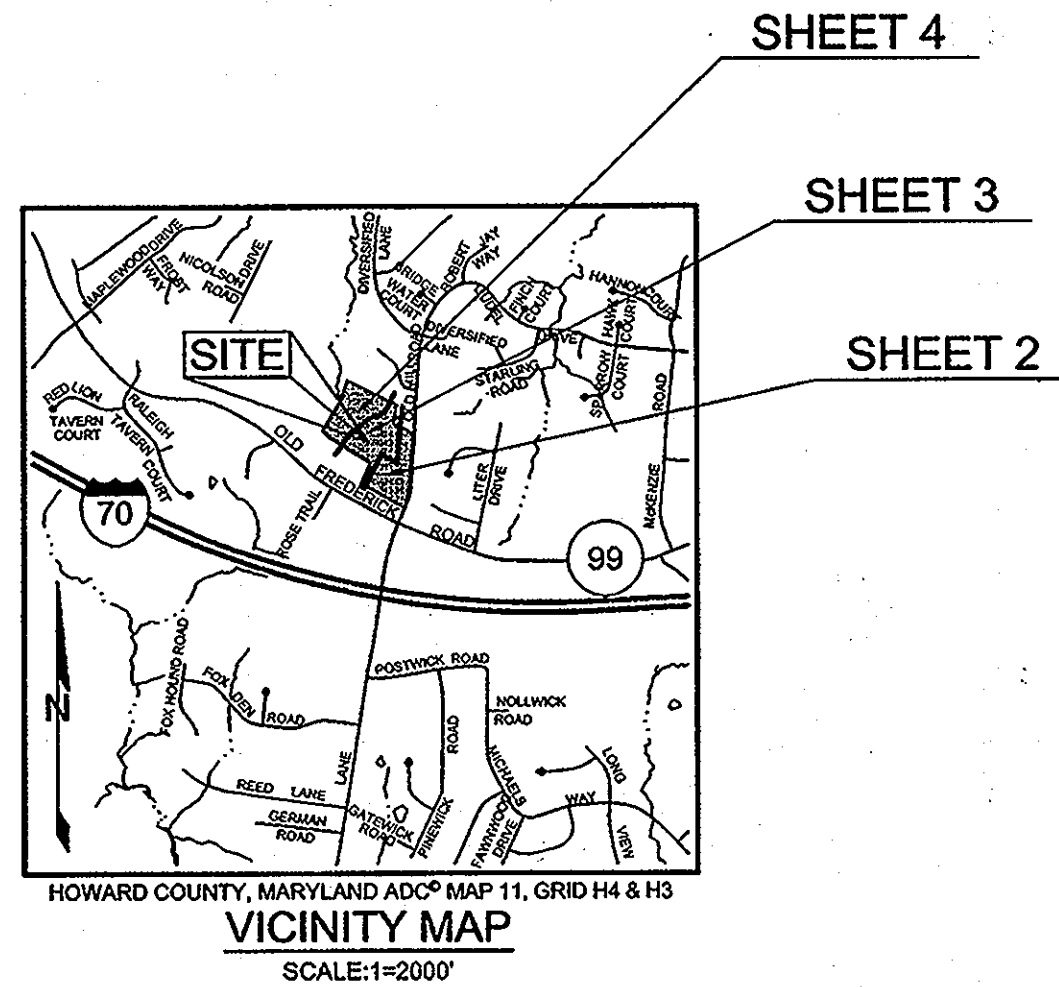 SHEET 4
SHEET 3
SHEET 2
MAPLEWOOD DRIVE
FROST
WAY
NICOLSON
ROAD
DRIVE
DIVERSIFIED
LANE
BRIDGE
WATER
COURT
ROBERT
JAY
WAY
JUDEL
DRIVE
FINCH
COURT
HANNON COURT
HAWK
COURT
SPARROW
COURT
DIVERSIFIED
LANE
STARLING
ROAD
MILL ROAD
SITE
RED LION
TAVERN
COURT
RALEIGH
TAVERN
COURT
OLD
FREDERICK
ROAD
ROSE TRAIL
LITER
DRIVE
McKENZIE
ROAD
70
99
N
FOX HOUND ROAD
FOX DEN
ROAD
POSTWICK ROAD
NOLLWICK
ROAD
ROAD
PINEWICK
MICHAELS
WAY
LONG
VIEW
REED LANE
LANE
GERMAN
ROAD
GATEWICK
ROAD
FAWNWOOD
DRIVE
HOWARD COUNTY, MARYLAND ADC© MAP 11, GRID H4 & H3
VICINITY MAP
SCALE:1=2000'